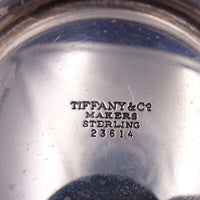 TIFFANY & Co
MAKERS
STERLING
23614